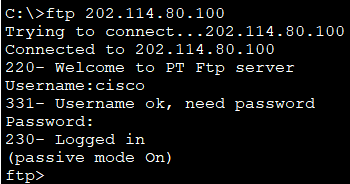 C:\>ftp 202.114.80.100
Trying to connect...202.114.80.100
Connected to 202.114.80.100
220- Welcome to PT Ftp server
Username:cisco
331- Username ok, need password
Password:
230- Logged in
(passive mode On)
ftp>